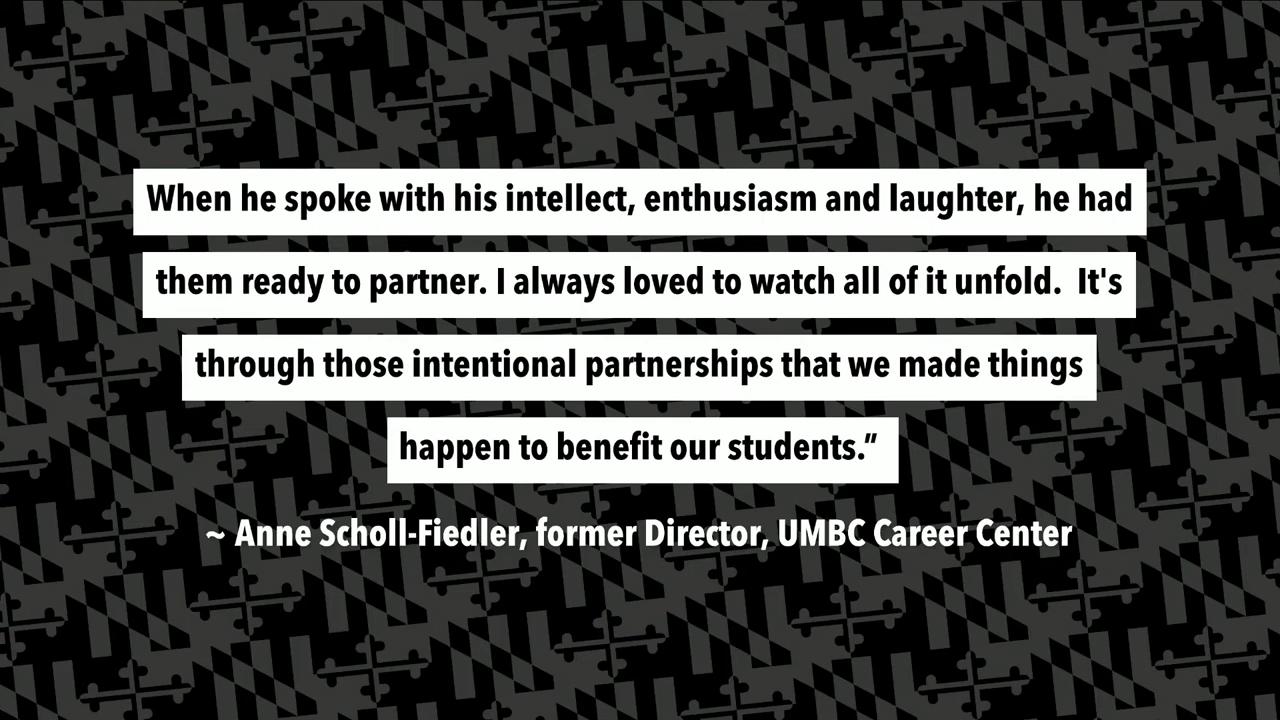 When he spoke with his intellect, enthusiasm and laughter, he had
them ready to partner. I always loved to watch all of it unfold.  It's
through those intentional partnerships that we made things
happen to benefit our students.”
~ Anne Scholl-Fiedler, former Director, UMBC Career Center